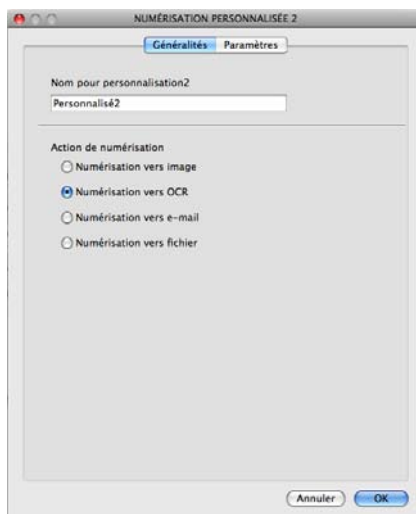 NUMÉRISATION PERSONNALISÉE 2
Généralités Paramètres
Nom pour personnalisation2
Personnalisé2
Action de numérisation
Numérisation vers image
Numérisation vers OCR
Numérisation vers e-mail
Numérisation vers fichier
Annuler OK